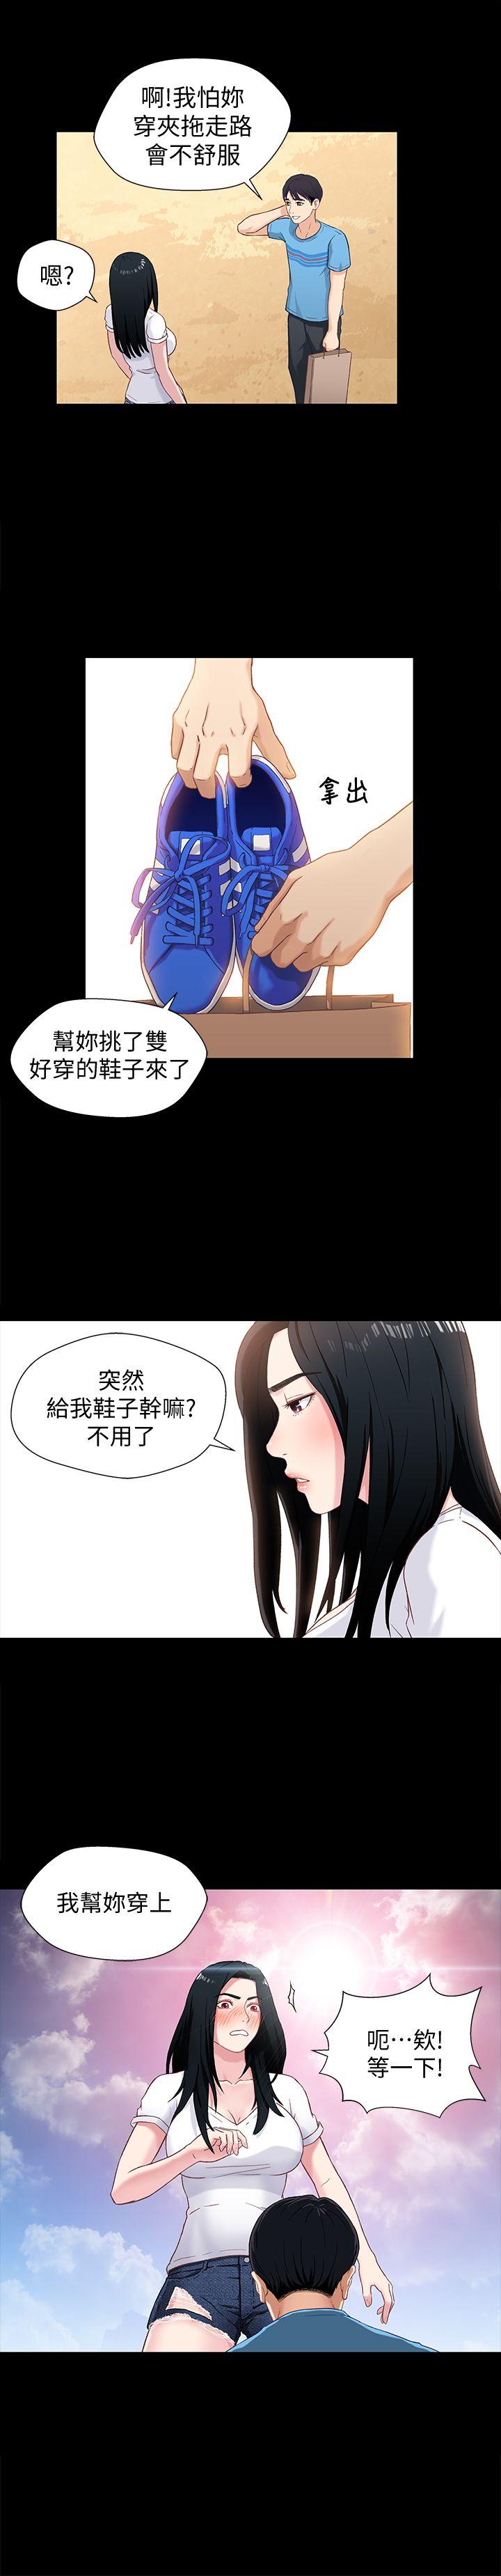 啊!我怕妳
穿夾拖走路
會不舒服
嗯?
拿出
幫妳挑了雙
好穿的鞋子來了
突然
給我鞋子幹嘛?
不用了
我幫妳穿上
呃…欸!
等一下!